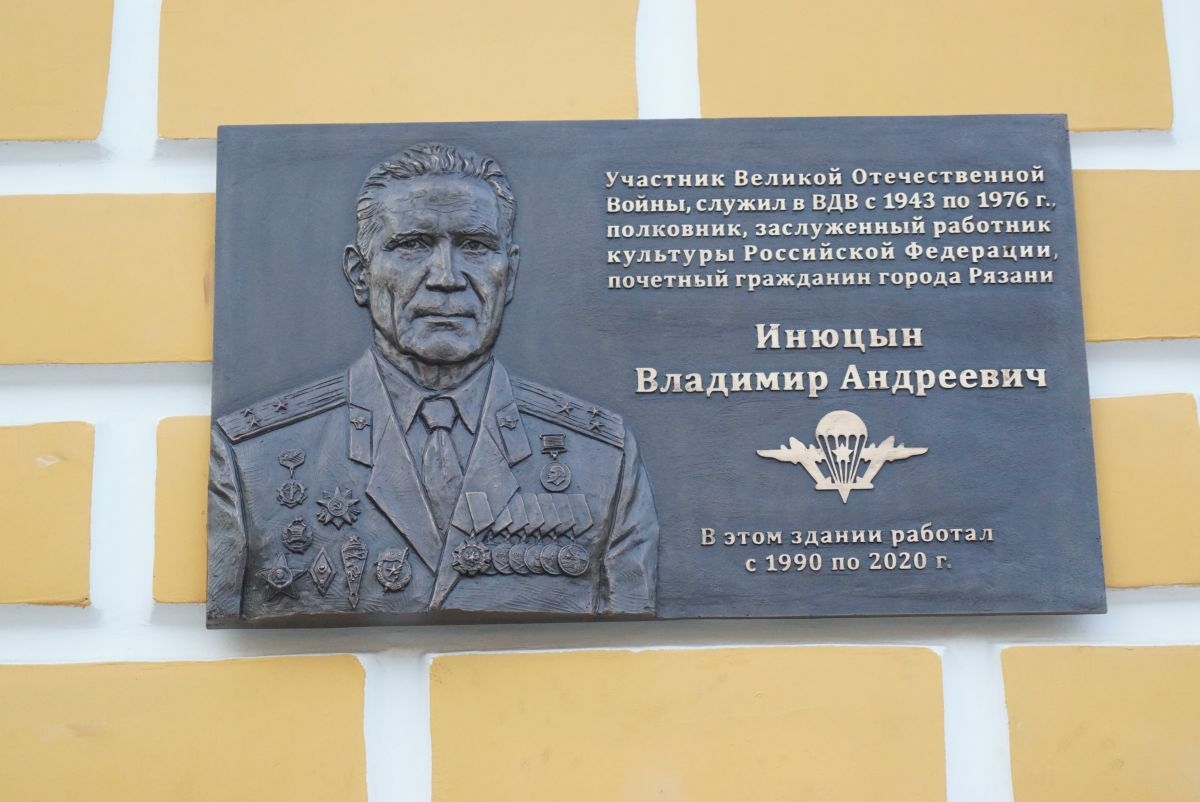 Участник Великой Отечественной
Войны, служил в ВДВ с 1943 по 1976 г.,
полковник, заслуженный работник
культуры Российской Федерации,
почетный гражданин города Рязани
Инюцын
Владимир Андреевич
В этом здании работал
с 1990 по 2020 г.